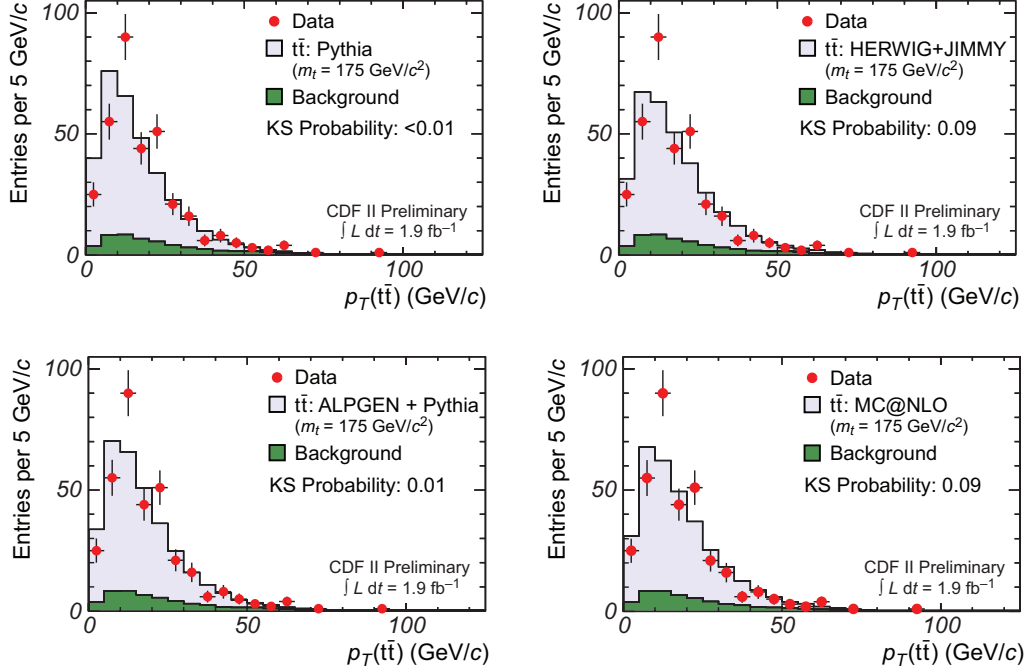 Entries per 5 GeV/c
100
50
0
Data
tt̄: Pythia
(mt = 175 GeV/c²)
Background
KS Probability: <0.01
CDF II Preliminary
∫ L dt = 1.9 fb⁻¹
0
50
100
pT(tt̄) (GeV/c)
Entries per 5 GeV/c
100
50
0
Data
tt̄: HERWIG+JIMMY
(mt = 175 GeV/c²)
Background
KS Probability: 0.09
CDF II Preliminary
∫ L dt = 1.9 fb⁻¹
0
50
100
pT(tt̄) (GeV/c)
Entries per 5 GeV/c
100
50
0
Data
tt̄: ALPGEN + Pythia
(mt = 175 GeV/c²)
Background
KS Probability: 0.01
CDF II Preliminary
∫ L dt = 1.9 fb⁻¹
0
50
100
pT(tt̄) (GeV/c)
Entries per 5 GeV/c
100
50
0
Data
tt̄: MC@NLO
(mt = 175 GeV/c²)
Background
KS Probability: 0.09
CDF II Preliminary
∫ L dt = 1.9 fb⁻¹
0
50
100
pT(tt̄) (GeV/c)